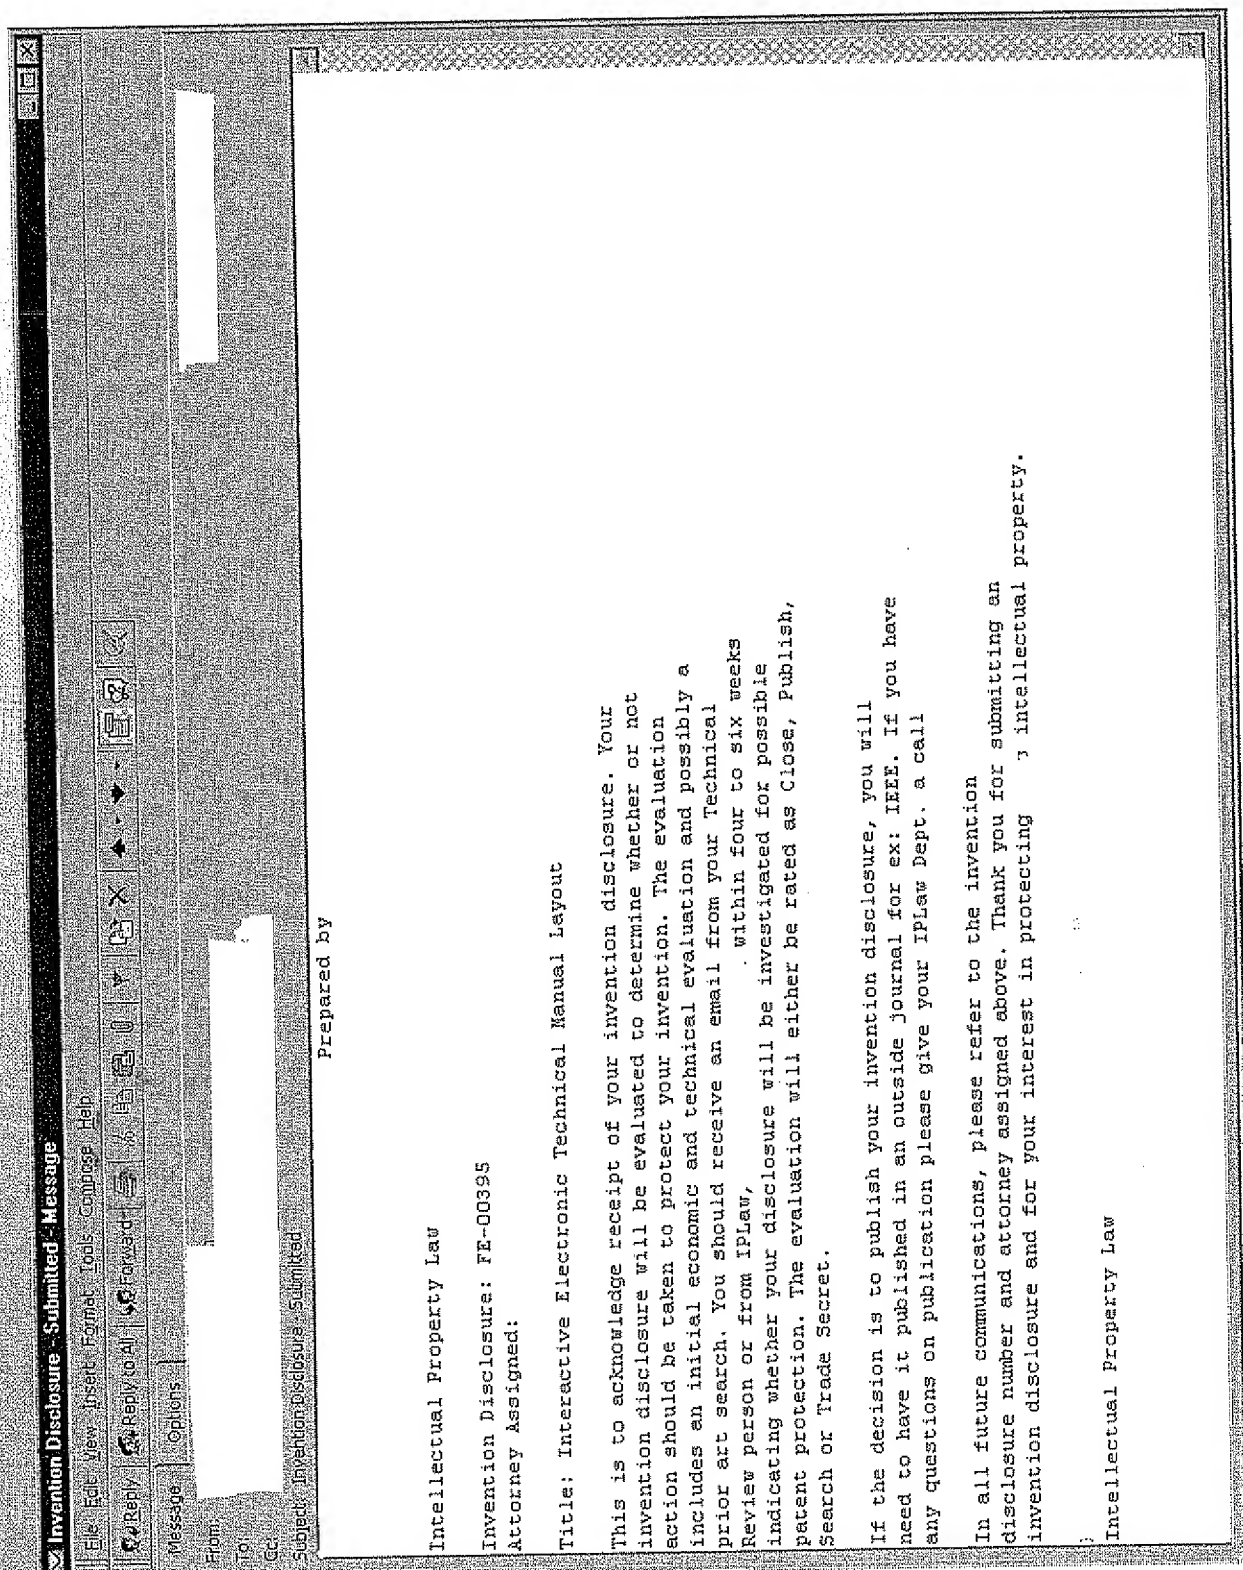 Invention Disclosure - Submitted - Message
File Edit View Insert Format Tools Compose Help
Reply Reply to All Forward
Message Options
From:
To:
Cc:
Subject: Invention Disclosure - Submitted
Prepared by
Intellectual Property Law
Invention Disclosure: FE-00395
Attorney Assigned:
Title: Interactive Electronic Technical Manual Layout
This is to acknowledge receipt of your invention disclosure. Your
invention disclosure will be evaluated to determine whether or not
action should be taken to protect your invention. The evaluation
includes an initial economic and technical evaluation and possibly a
prior art search. You should receive an email from your Technical
Review person or from IPLaw, within four to six weeks
indicating whether your disclosure will be investigated for possible
patent protection. The evaluation will either be rated as Close, Publish,
Search or Trade Secret.
If the decision is to publish your invention disclosure, you will
need to have it published in an outside journal for ex: IEEE. If you have
any questions on publication please give your IPLaw Dept. a call
In all future communications, please refer to the invention
disclosure number and attorney assigned above. Thank you for submitting an
invention disclosure and for your interest in protecting intellectual property.
Intellectual Property Law